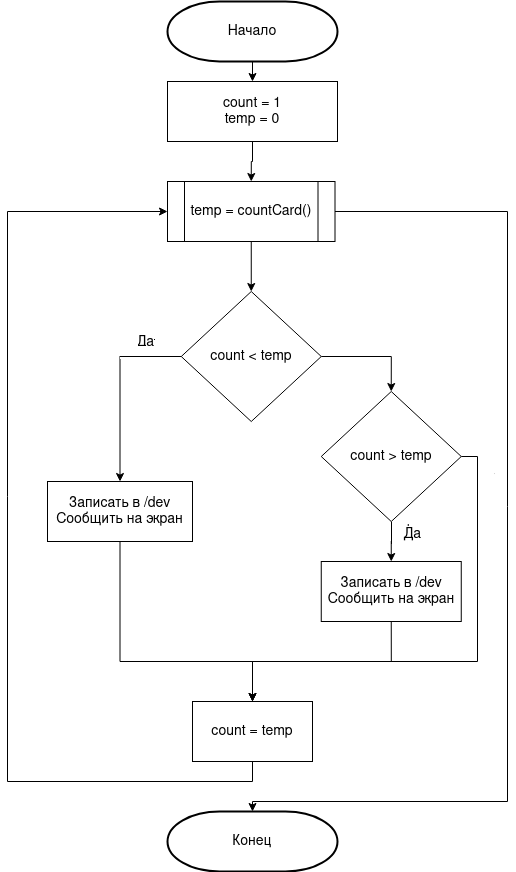 Начало
count = 1
temp = 0
temp = countCard()
count < temp
Да
count > temp
Да
Записать в /dev
Сообщить на экран
Записать в /dev
Сообщить на экран
count = temp
Конец